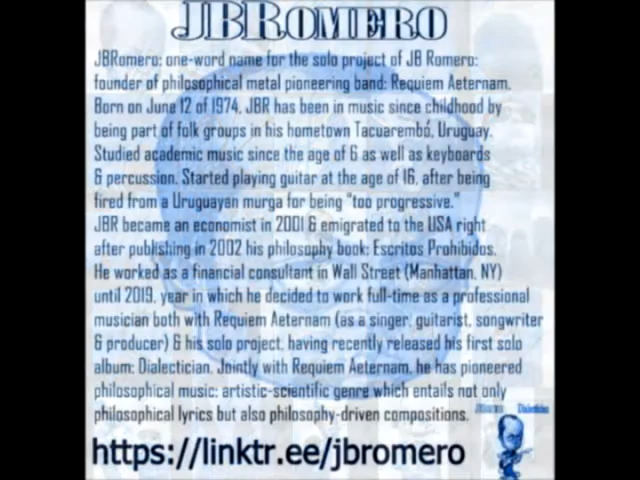 JBROMERO
JBRomero: one-word name for the solo project of JB Romero:
founder of philosophical metal pioneering band: Requiem Aeternam.
Born on June 12 of 1974, JBR has been in music since childhood by
being part of folk groups in his hometown Tacuarembó, Uruguay.
Studied academic music since the age of 6 as well as keyboards
& percussion. Started playing guitar at the age of 16, after being
fired from a Uruguayan murga for being "too progressive."
JBR became an economist in 2001 & emigrated to the USA right
after publishing in 2002 his philosophy book: Escritos Prohibidos.
He worked as a financial consultant in Wall Street (Manhattan, NY)
until 2019, year in which he decided to work full-time as a professional
musician both with Requiem Aeternam (as a singer, guitarist, songwriter
& producer) & his solo project, having recently released his first solo
album: Dialectician. Jointly with Requiem Aeternam, he has pioneered
philosophical music: artistic-scientific genre which entails not only
philosophical lyrics but also philosophy-driven compositions.
https://linktr.ee/jbromero